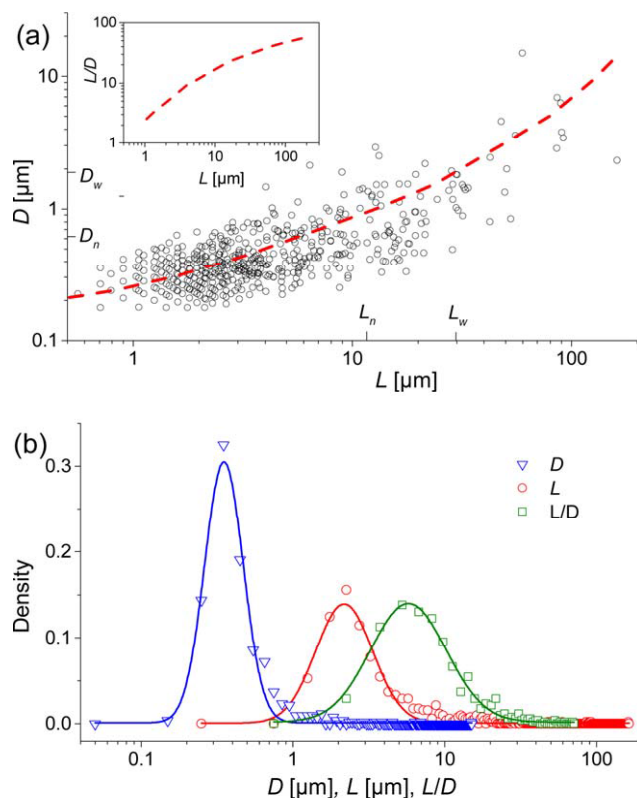 (a)
100
10
1
L/D
1
10
100
L [µm]
10
1
0.1
D [µm]
D_w
D_n
L_n
L_w
1
10
100
L [µm]
(b)
0.3
0.2
0.1
0.0
Density
D
L
L/D
0.1
1
10
100
D [µm], L [µm], L/D